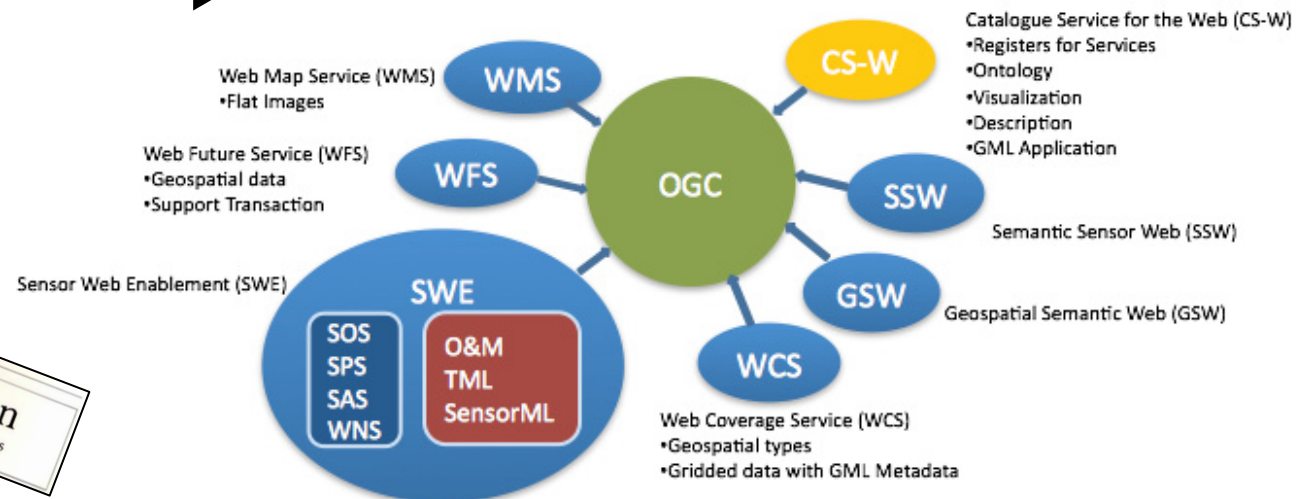 Catalogue Service for the Web (CS-W)
•Registers for Services
•Ontology
•Visualization
•Description
•GML Application
CS-W
WMS
Web Map Service (WMS)
•Flat Images
Web Future Service (WFS)
•Geospatial data
•Support Transaction
WFS
OGC
SSW
Semantic Sensor Web (SSW)
Sensor Web Enablement (SWE)
SWE
SOS
SPS
SAS
WNS
O&M
TML
SensorML
GSW
Geospatial Semantic Web (GSW)
WCS
Web Coverage Service (WCS)
•Geospatial types
•Gridded data with GML Metadata